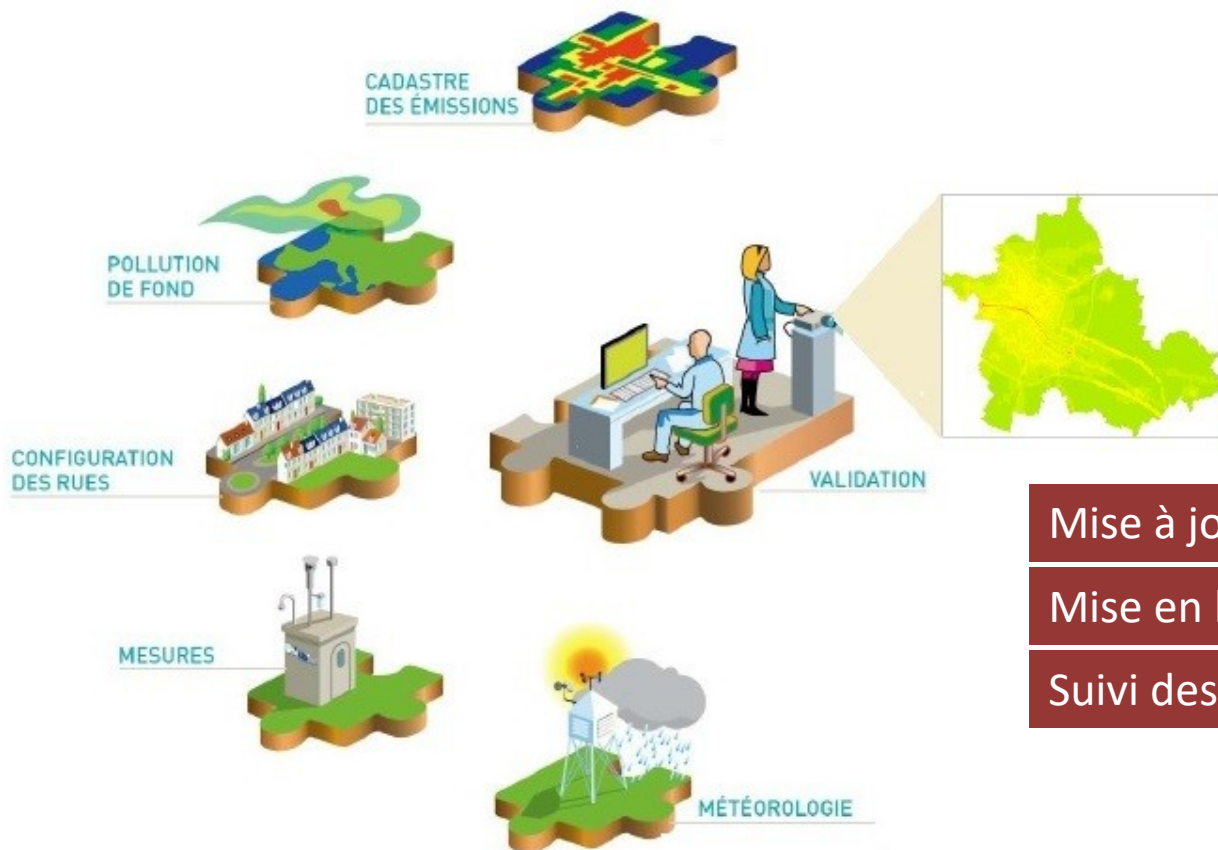 CADASTRE
DES ÉMISSIONS
POLLUTION
DE FOND
CONFIGURATION
DES RUES
VALIDATION
MESURES
MÉTÉOROLOGIE
Mise à jo
Mise en
Suivi des